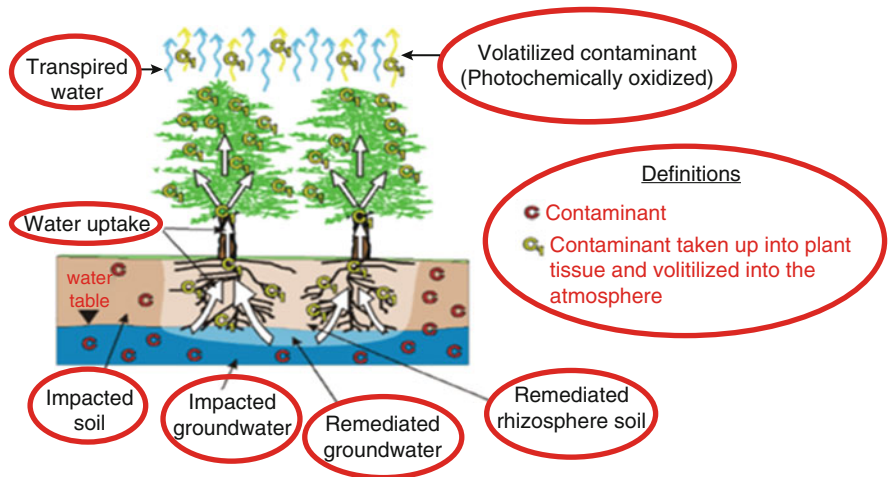 Transpired
water
Volatilized contaminant
(Photochemically oxidized)
Definitions
C Contaminant
C1 Contaminant taken up into plant
tissue and volitilized into the
atmosphere
Water uptake
water
table
Impacted
soil
Impacted
groundwater
Remediated
groundwater
Remediated
rhizosphere soil